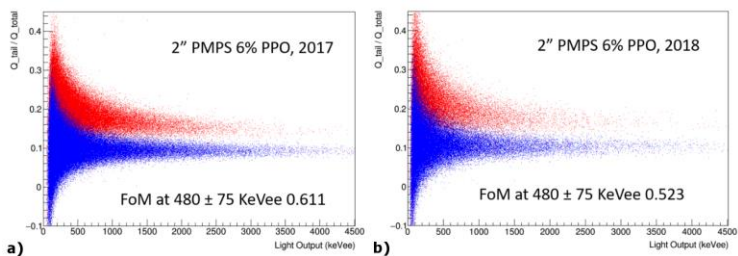 Q_tail / Q_total
0.4
0.3
0.2
0.1
0
-0.1
2” PMPS 6% PPO, 2017
FoM at 480 ± 75 KeVee 0.611
0 500 1000 1500 2000 2500 3000 3500 4000 4500
Light Output (keVee)
a)
Q_tail / Q_total
0.4
0.3
0.2
0.1
0
-0.1
2” PMPS 6% PPO, 2018
FoM at 480 ± 75 KeVee 0.523
0 500 1000 1500 2000 2500 3000 3500 4000 4500
Light Output (keVee)
b)